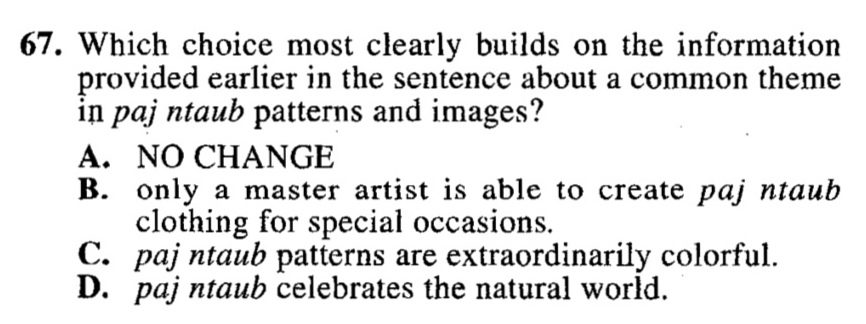 67. Which choice most clearly builds on the information
provided earlier in the sentence about a common theme
in paj ntaub patterns and images?
A. NO CHANGE
B. only a master artist is able to create paj ntaub
clothing for special occasions.
C. paj ntaub patterns are extraordinarily colorful.
D. paj ntaub celebrates the natural world.